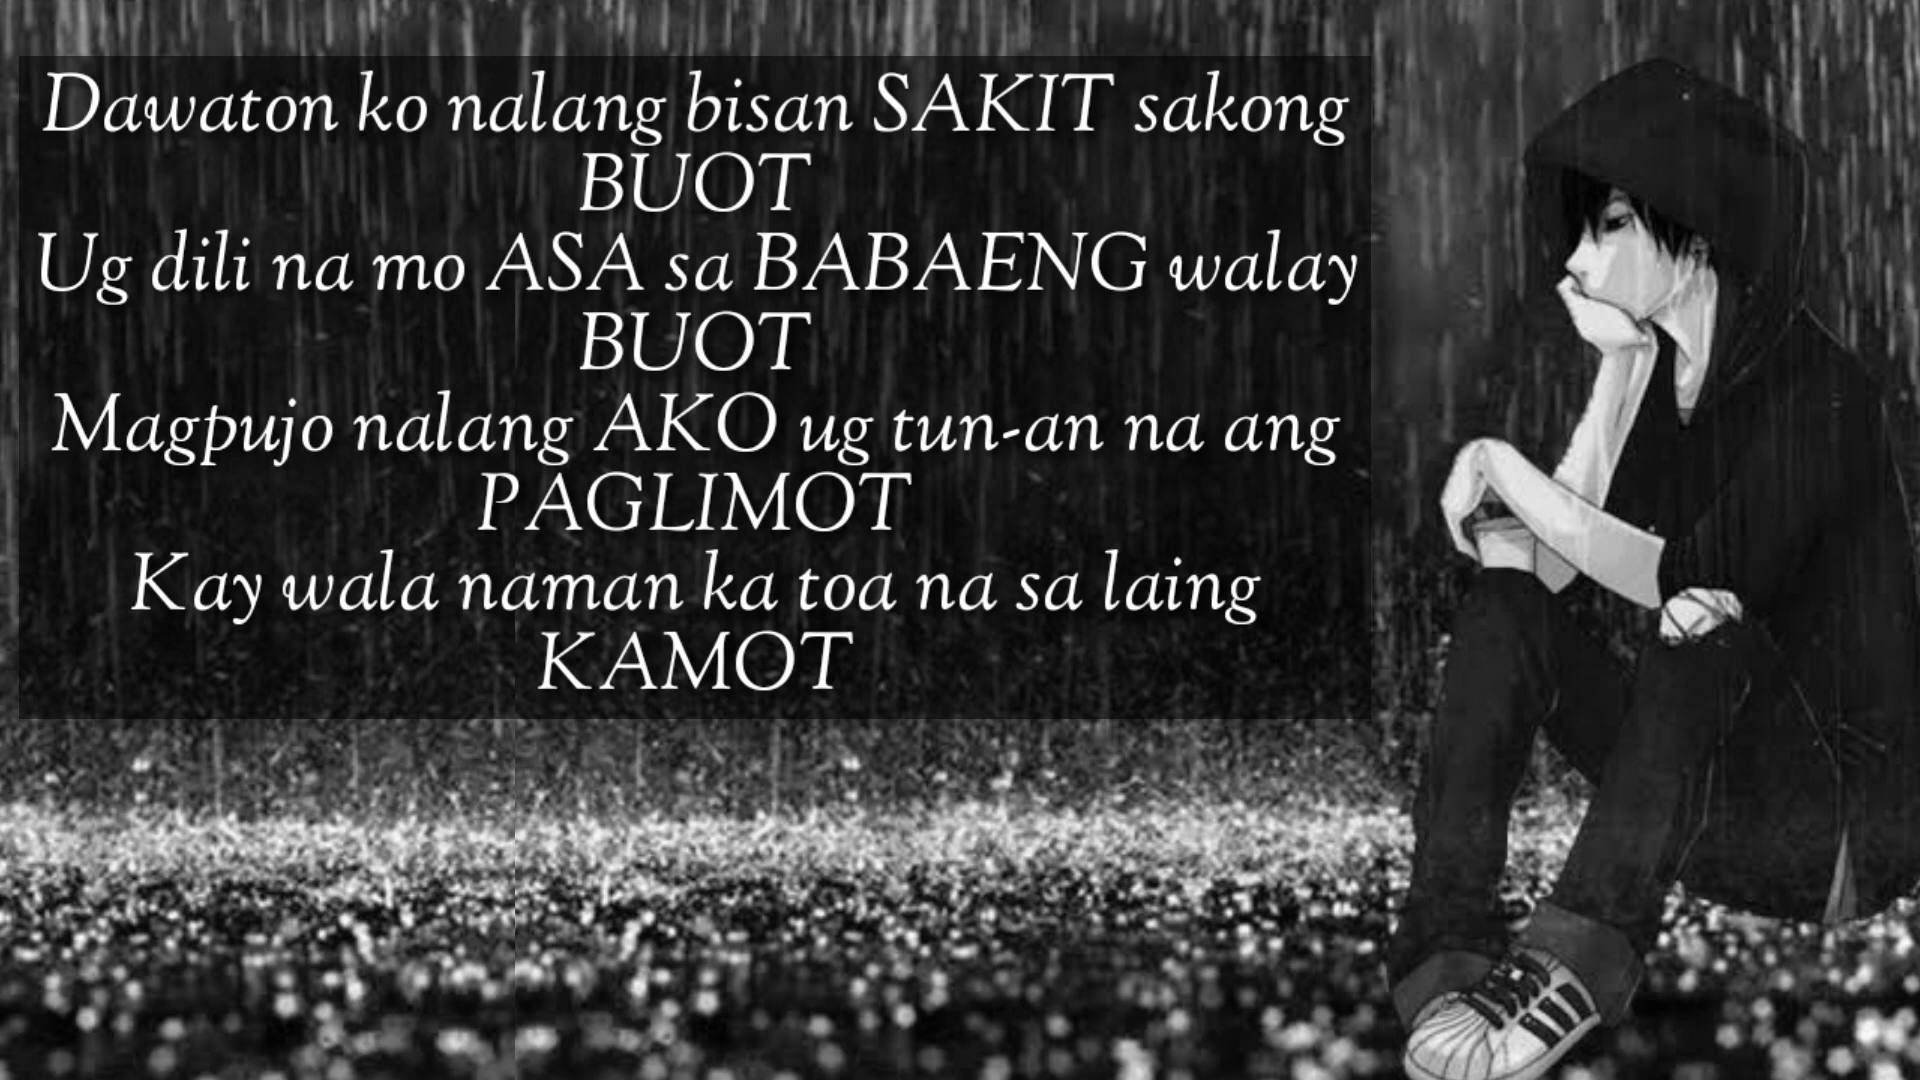 Dawaton ko nalang bisan SAKIT sakong
BUOT
Ug dili na mo ASA sa BABAENG walay
BUOT
Magpujo nalang AKO ug tun-an na ang
PAGLIMOT
Kay wala naman ka toa na sa laing
KAMOT